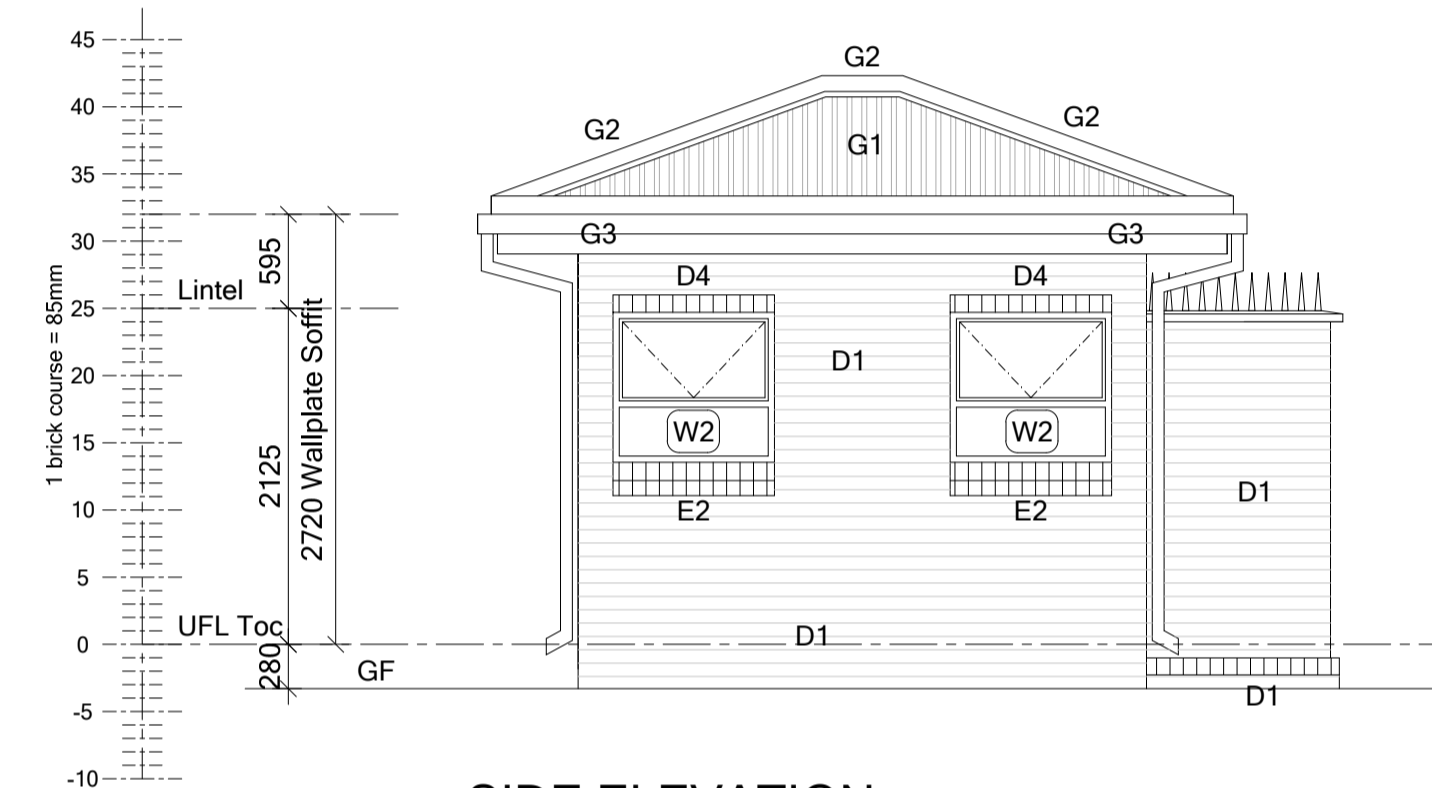 45
40
35
30
25
20
15
10
5
0
-5
-10
1 brick course = 85mm
595
2125
280
2720 Wallplate Soffit
Lintel
UFL Toc
GF
G2
G2
G2
G1
G3
G3
D4
D4
D1
W2
W2
E2
E2
D1
D1
D1
SIDE ELEVATION